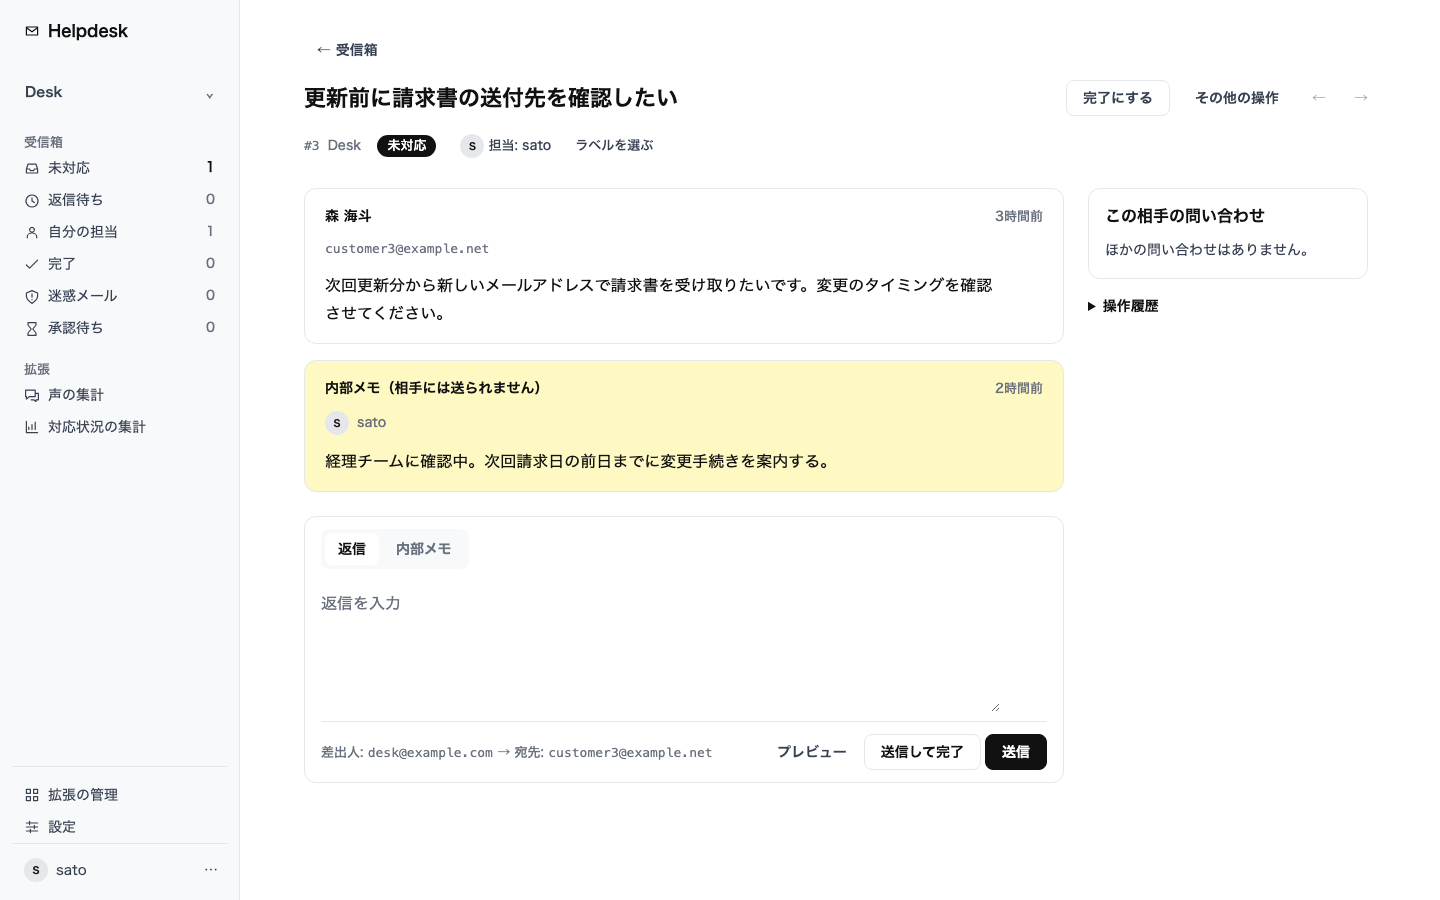 Helpdesk
Desk
受信箱
未対応 1
返信待ち 0
自分の担当 1
完了 0
迷惑メール 0
承認待ち 0
拡張
声の集計
対応状況の集計
拡張の管理
設定
S sato ...
← 受信箱
更新前に請求書の送付先を確認したい
完了にする その他の操作 ← →
#3 Desk 未対応 S 担当: sato ラベルを選ぶ
森 海斗 3時間前
customer3@example.net
次回更新分から新しいメールアドレスで請求書を受け取りたいです。変更のタイミングを確認
させてください。
内部メモ（相手には送られません） 2時間前
S sato
経理チームに確認中。次回請求日の前日までに変更手続きを案内する。
返信 内部メモ
返信を入力
差出人: desk@example.com → 宛先: customer3@example.net プレビュー 送信して完了 送信
この相手の問い合わせ
ほかの問い合わせはありません。
▶ 操作履歴